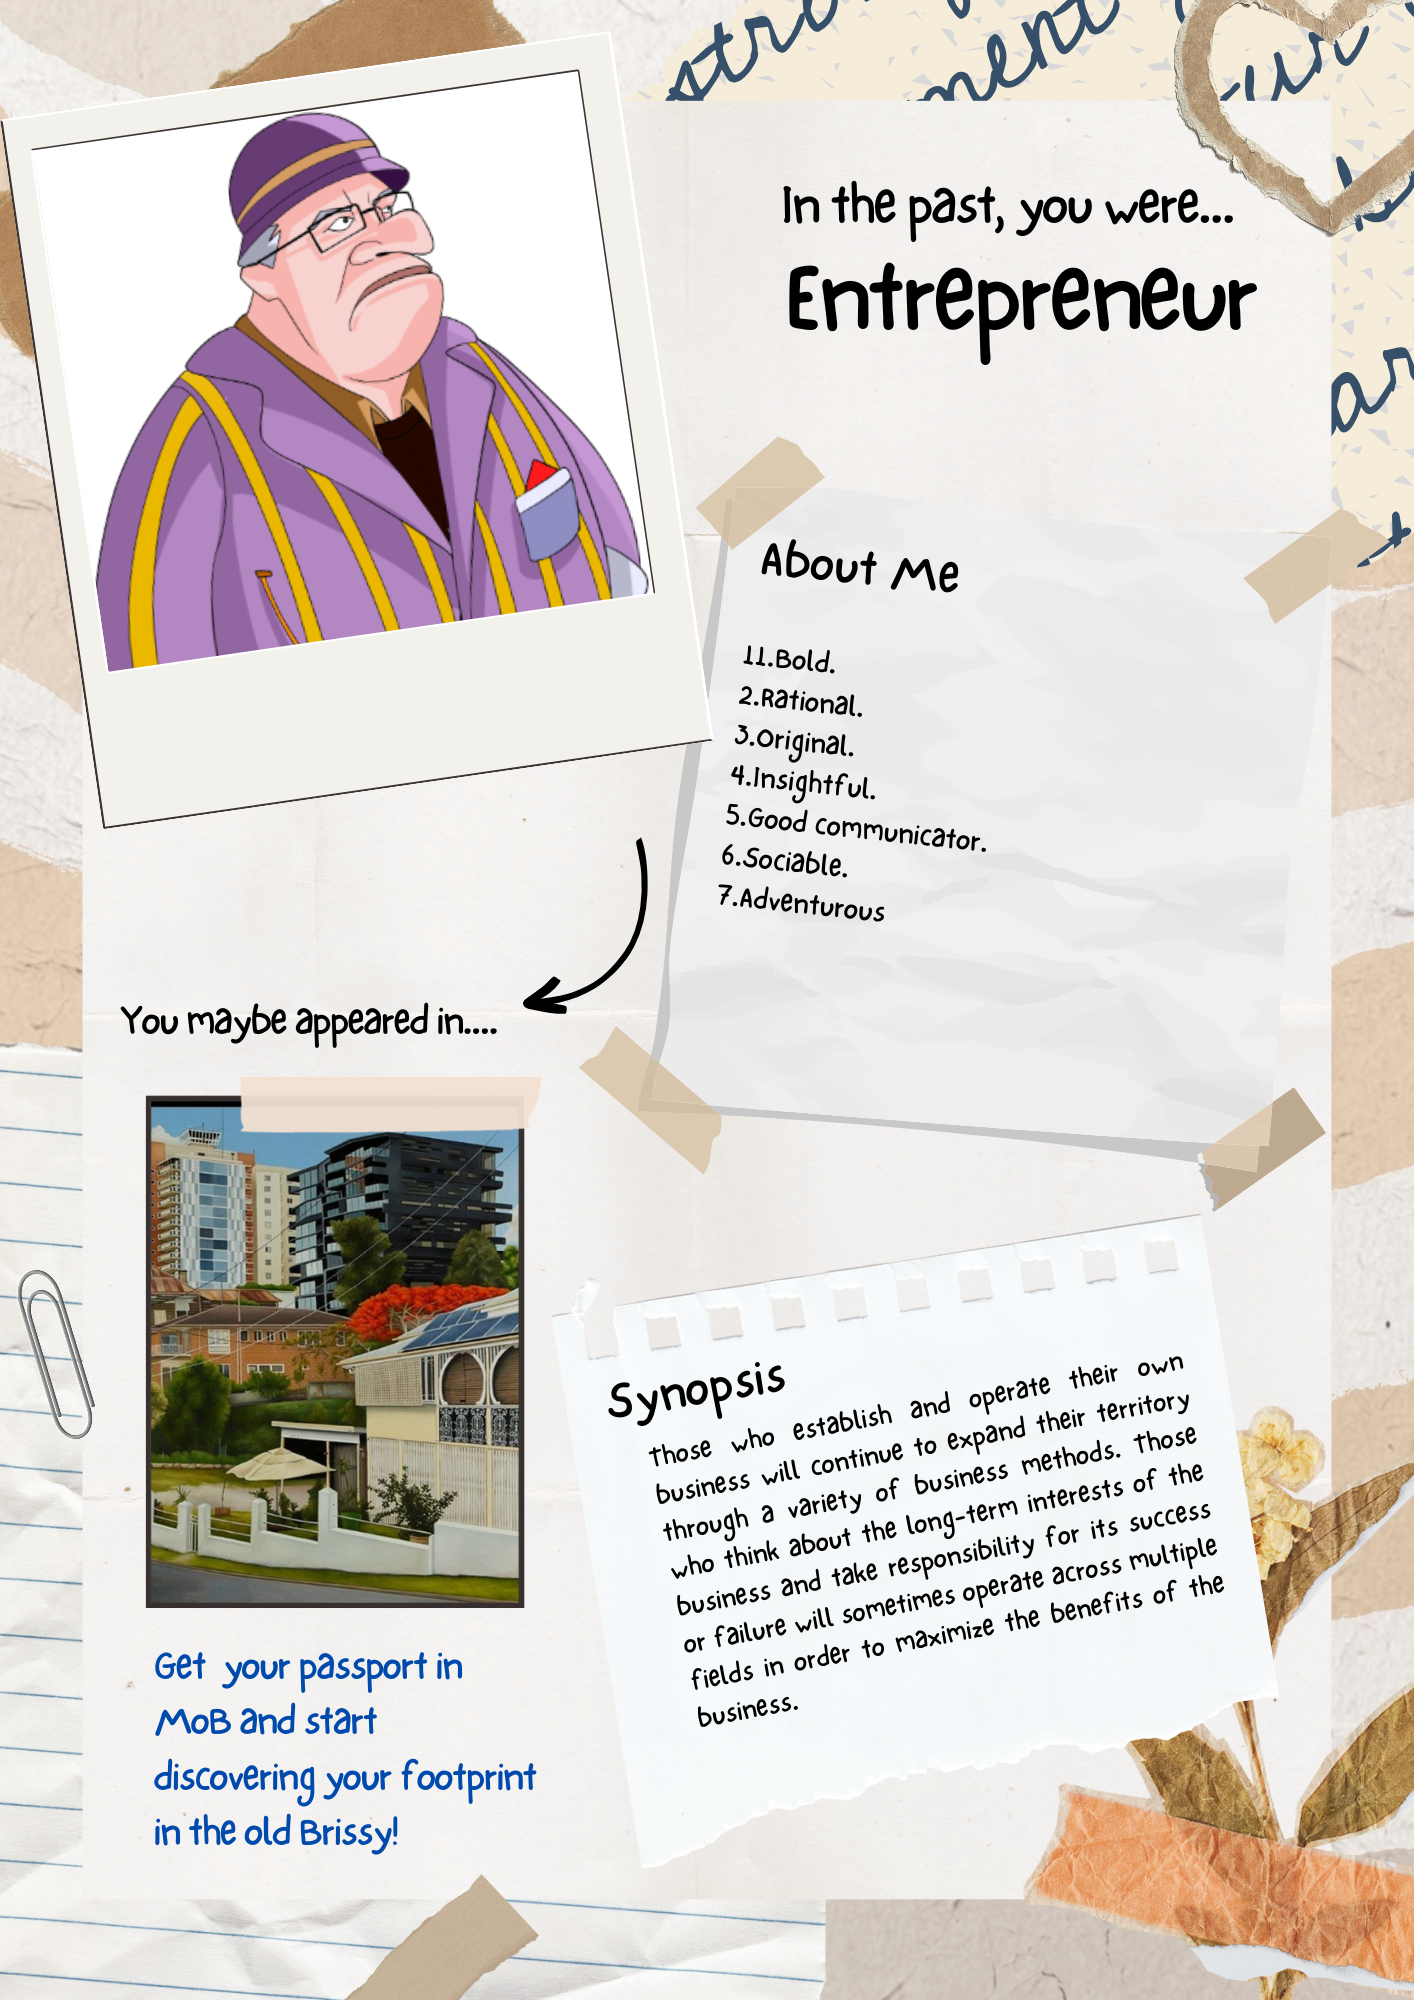 In the past, you were...
Entrepreneur
About Me
11.Bold.
2.Rational.
3.Original.
4.Insightful.
5.Good communicator.
6.Sociable.
7.Adventurous
You maybe appeared in....
Get your passport in
MoB and start
discovering your footprint
in the old Brissy!
Synopsis
Those who establish and operate their own
business will continue to expand their territory
through a variety of business methods. Those
who think about the long-term interests of the
business and take responsibility for its success
or failure will sometimes operate across multiple
fields in order to maximize the benefits of the
business.